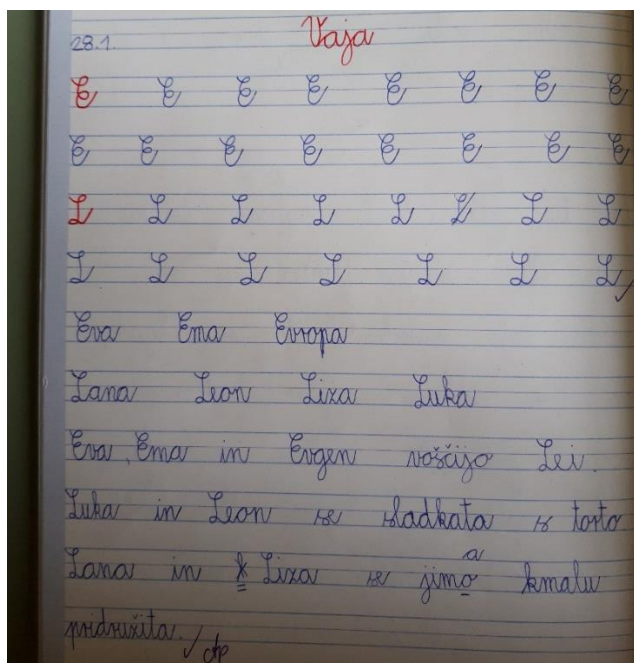 28.1. Vaja
E E E E E E E E
E E E E E E E E
L L L L L L L L
L L L L L L L
Eva Ema Evropa
Lana Leon Liza Luka
Eva, Ema in Evgen voščijo Lei.
Luka in Leon se sladkata s torto
a
Lana in Liza se jimo kmalu
pridružita.